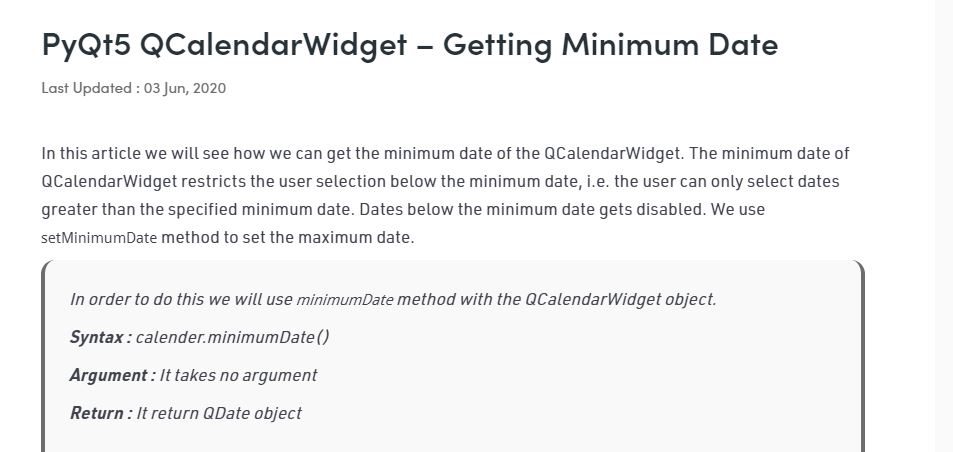 PyQt5 QCalendarWidget – Getting Minimum Date
Last Updated : 03 Jun, 2020
In this article we will see how we can get the minimum date of the QCalendarWidget. The minimum date of
QCalendarWidget restricts the user selection below the minimum date, i.e. the user can only select dates
greater than the specified minimum date. Dates below the minimum date gets disabled. We use
setMinimumDate method to set the maximum date.
In order to do this we will use minimumDate method with the QCalendarWidget object.
Syntax : calender.minimumDate()
Argument : It takes no argument
Return : It return QDate object